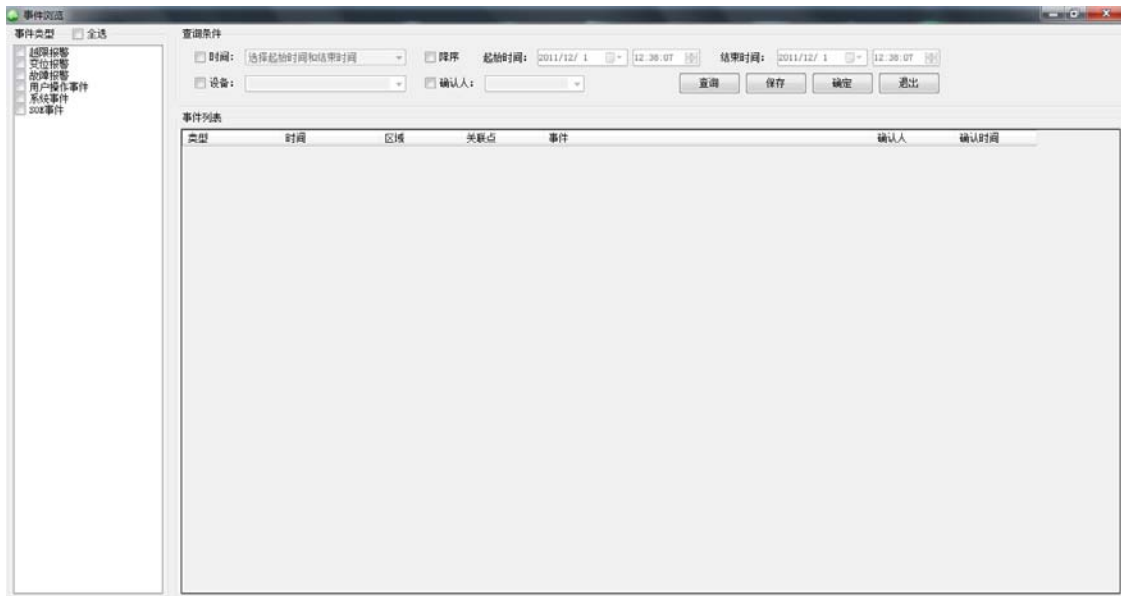 事件浏览
事件类型 全选
越限报警
变位报警
故障报警
用户操作事件
系统事件
SOE事件
查询条件
时间: 选择起始时间和结束时间 降序 起始时间: 2011/12/ 1 12:38:07 结束时间: 2011/12/ 1 12:38:07
设备: 确认人: 查询 保存 确定 退出
事件列表
类型 时间 区域 关联点 事件 确认人 确认时间